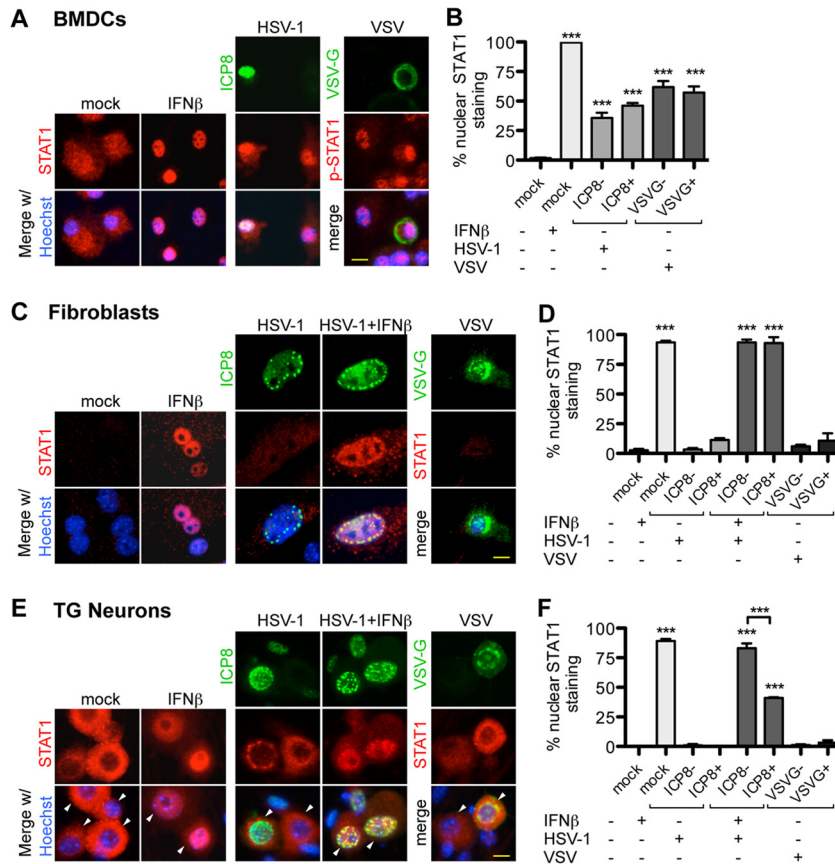 A BMDCs
HSV-1 VSV
ICP8
VSV-G
mock IFNβ
STAT1
p-STAT1
Merge w/
Hoechst
merge
B
% nuclear STAT1
staining
100
75
50
25
0
*** *** *** *** ***
mock mock ICP8- ICP8+ VSVG- VSVG+
IFNβ - + - -
HSV-1 - - + -
VSV - - - +
C Fibroblasts
HSV-1 HSV-1+IFNβ VSV
ICP8
VSV-G
mock IFNβ
STAT1
STAT1
Merge w/
Hoechst
merge
D
% nuclear STAT1
staining
100
75
50
25
0
*** *** ***
mock mock ICP8- ICP8+ ICP8- ICP8+ VSVG- VSVG+
IFNβ - + - + -
HSV-1 - - + + -
VSV - - - - +
E TG Neurons
HSV-1 HSV-1+IFNβ VSV
ICP8
VSV-G
mock IFNβ
STAT1
STAT1
Merge w/
Hoechst
merge
F
% nuclear STAT1
staining
100
75
50
25
0
***
*** *** ***
mock mock ICP8- ICP8+ ICP8- ICP8+ VSVG- VSVG+
IFNβ - + - + -
HSV-1 - - + + -
VSV - - - - +